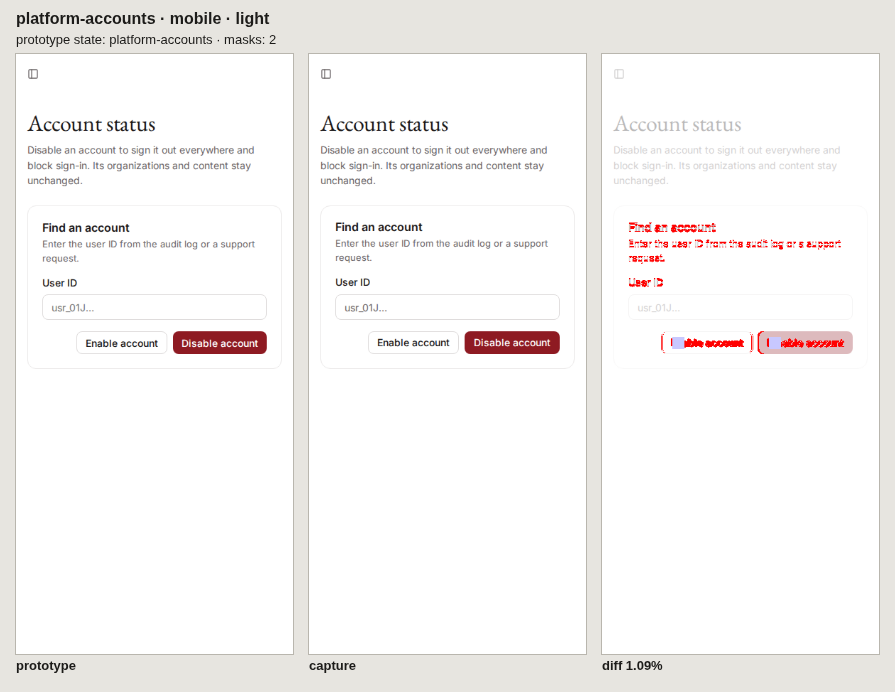 platform-accounts · mobile · light
prototype state: platform-accounts · masks: 2
Account status
Disable an account to sign it out everywhere and
block sign-in. Its organizations and content stay
unchanged.
Find an account
Enter the user ID from the audit log or a support
request.
User ID
usr_01J...
Enable account
Disable account
prototype
Account status
Disable an account to sign it out everywhere and
block sign-in. Its organizations and content stay
unchanged.
Find an account
Enter the user ID from the audit log or a support
request.
User ID
usr_01J...
Enable account
Disable account
capture
Account status
Disable an account to sign it out everywhere and
block sign-in. Its organizations and content stay
unchanged.
Find an account
Enter the user ID from the audit log or a support
request.
User ID
usr_01J...
account
account
diff 1.09%